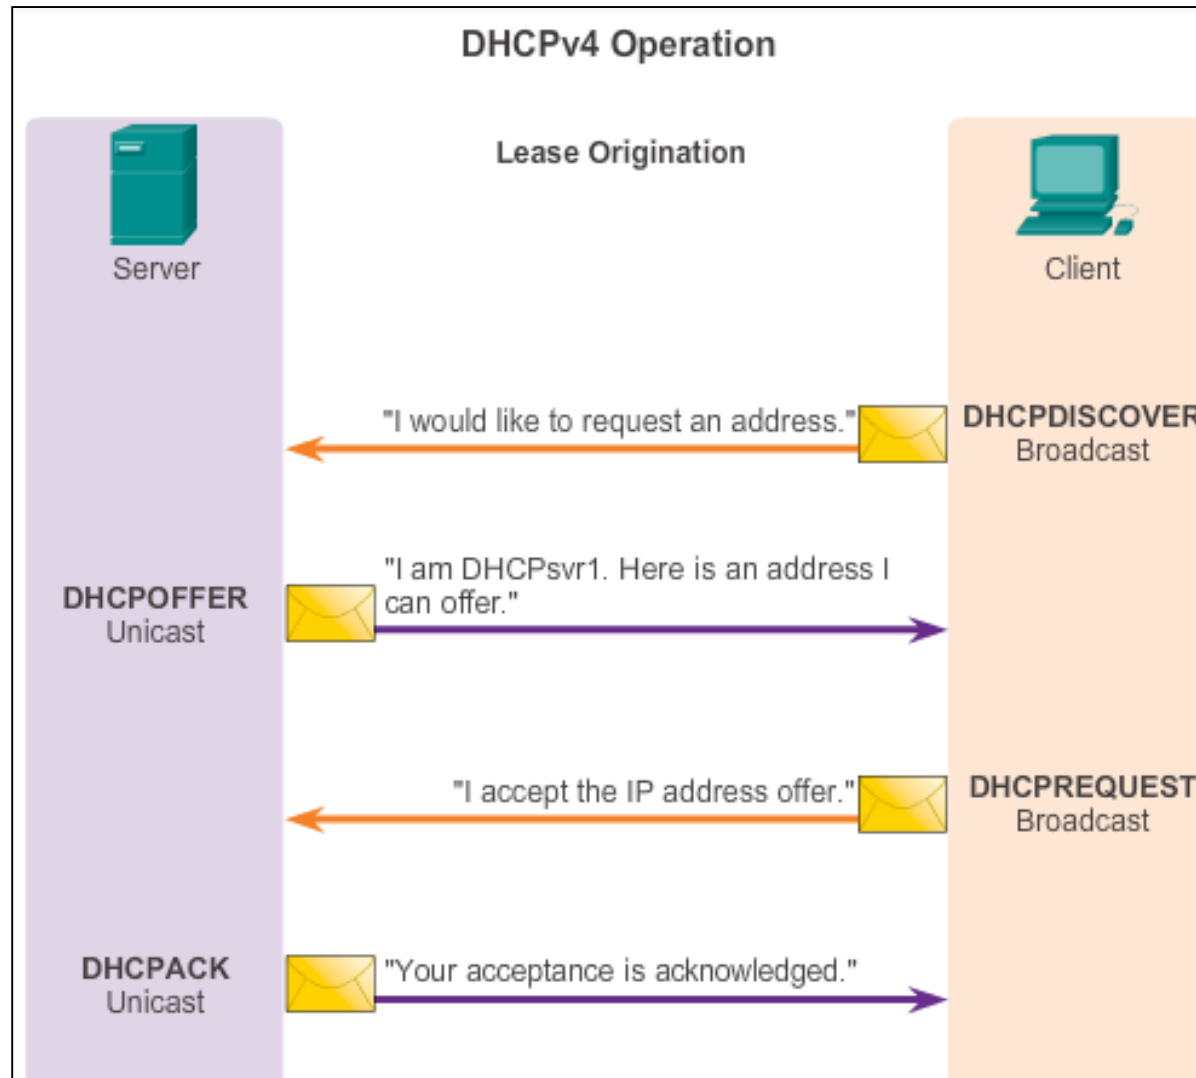 DHCPv4 Operation
Lease Origination
Server
Client
"I would like to request an address."
DHCPDISCOVER
Broadcast
DHCPOFFER
Unicast
"I am DHCPsvr1. Here is an address I
can offer."
"I accept the IP address offer."
DHCPREQUEST
Broadcast
DHCPACK
Unicast
"Your acceptance is acknowledged."